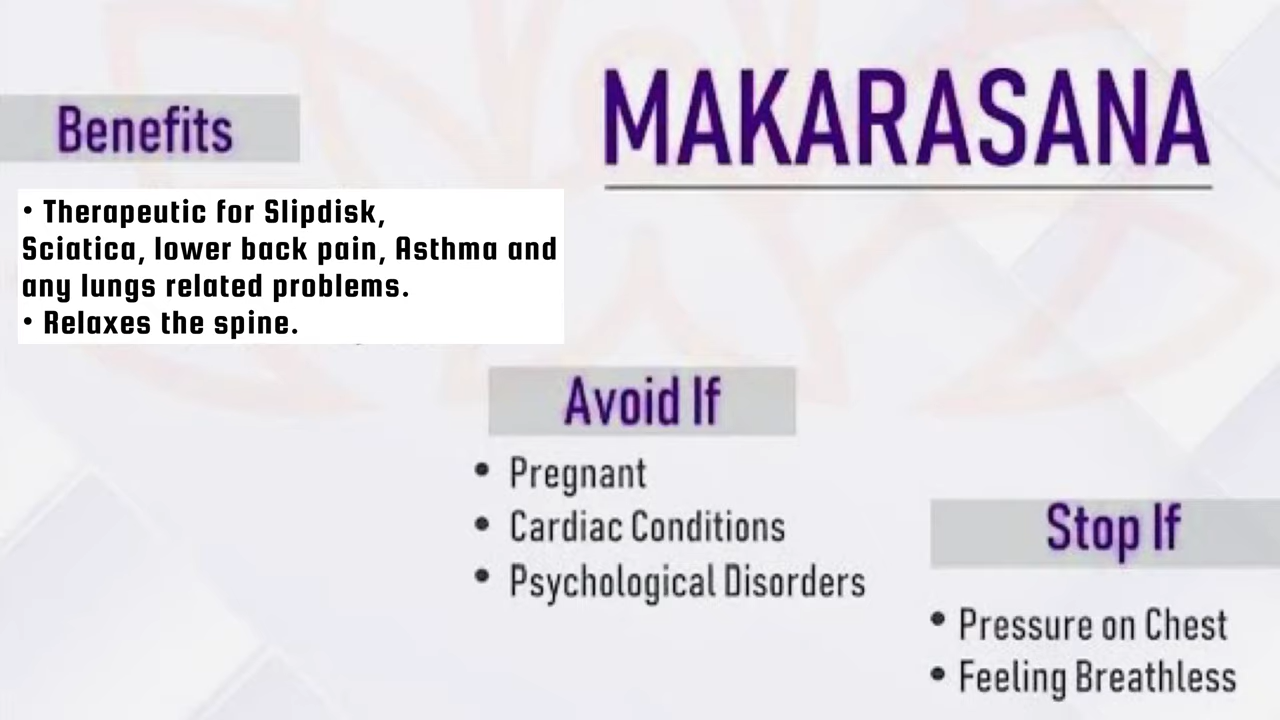 MAKARASANA
Benefits
• Therapeutic for Slipdisk,
Sciatica, lower back pain, Asthma and
any lungs related problems.
• Relaxes the spine.
Avoid If
• Pregnant
• Cardiac Conditions
• Psychological Disorders
Stop If
• Pressure on Chest
• Feeling Breathless